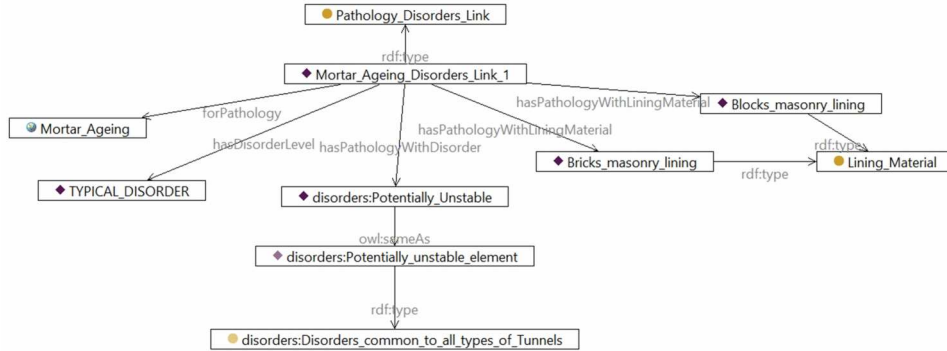 Pathology_Disorders_Link
rdf:type
Mortar_Ageing_Disorders_Link_1
hasPathologyWithLiningMaterial
Blocks_masonry_lining
forPathology
Mortar_Ageing
hasPathologyWithLiningMaterial
hasDisorderLevel
hasPathologyWithDisorder
rdf:type
Bricks_masonry_lining
Lining_Material
rdf:type
TYPICAL_DISORDER
disorders:Potentially_Unstable
owl:sameAs
disorders:Potentially_unstable_element
rdf:type
disorders:Disorders_common_to_all_types_of_Tunnels